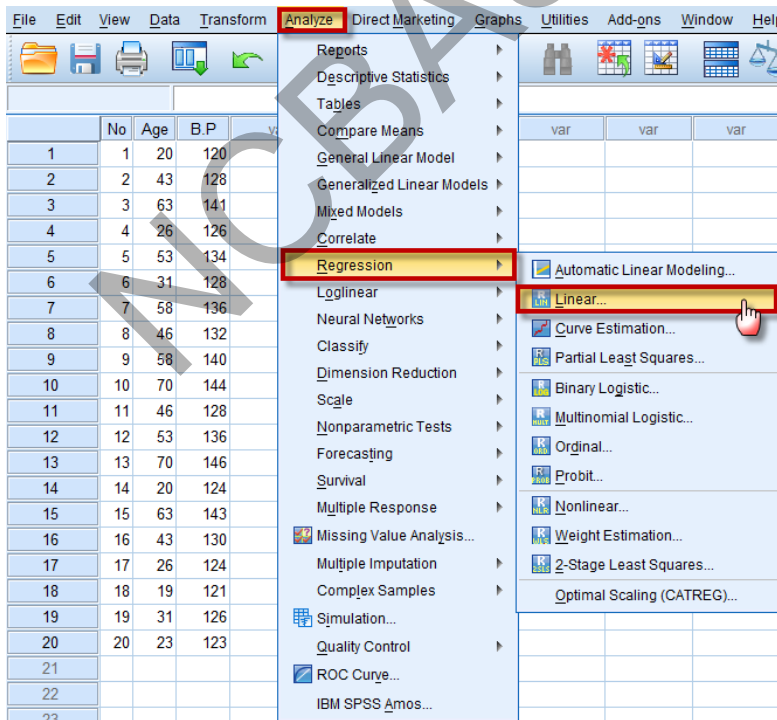 File Edit View Data Transform Analyze Direct Marketing Graphs Utilities Add-ons Window Hel
No Age B.P var var var
1 1 20 120
2 2 43 128
3 3 63 141
4 4 26 126
5 5 53 134
6 6 31 128
7 7 58 136
8 8 46 132
9 9 58 140
10 10 70 144
11 11 46 128
12 12 53 136
13 13 70 146
14 14 20 124
15 15 63 143
16 16 43 130
17 17 26 124
18 18 19 121
19 19 31 126
20 20 23 123
21
22
23
Reports
Descriptive Statistics
Tables
Compare Means
General Linear Model
Generalized Linear Models
Mixed Models
Correlate
Regression
Loglinear
Neural Networks
Classify
Dimension Reduction
Scale
Nonparametric Tests
Forecasting
Survival
Multiple Response
Missing Value Analysis...
Multiple Imputation
Complex Samples
Simulation...
Quality Control
ROC Curve...
IBM SPSS Amos...
Automatic Linear Modeling...
Linear...
Curve Estimation...
Partial Least Squares...
Binary Logistic...
Multinomial Logistic...
Ordinal...
Probit...
Nonlinear...
Weight Estimation...
2-Stage Least Squares...
Optimal Scaling (CATREG)...